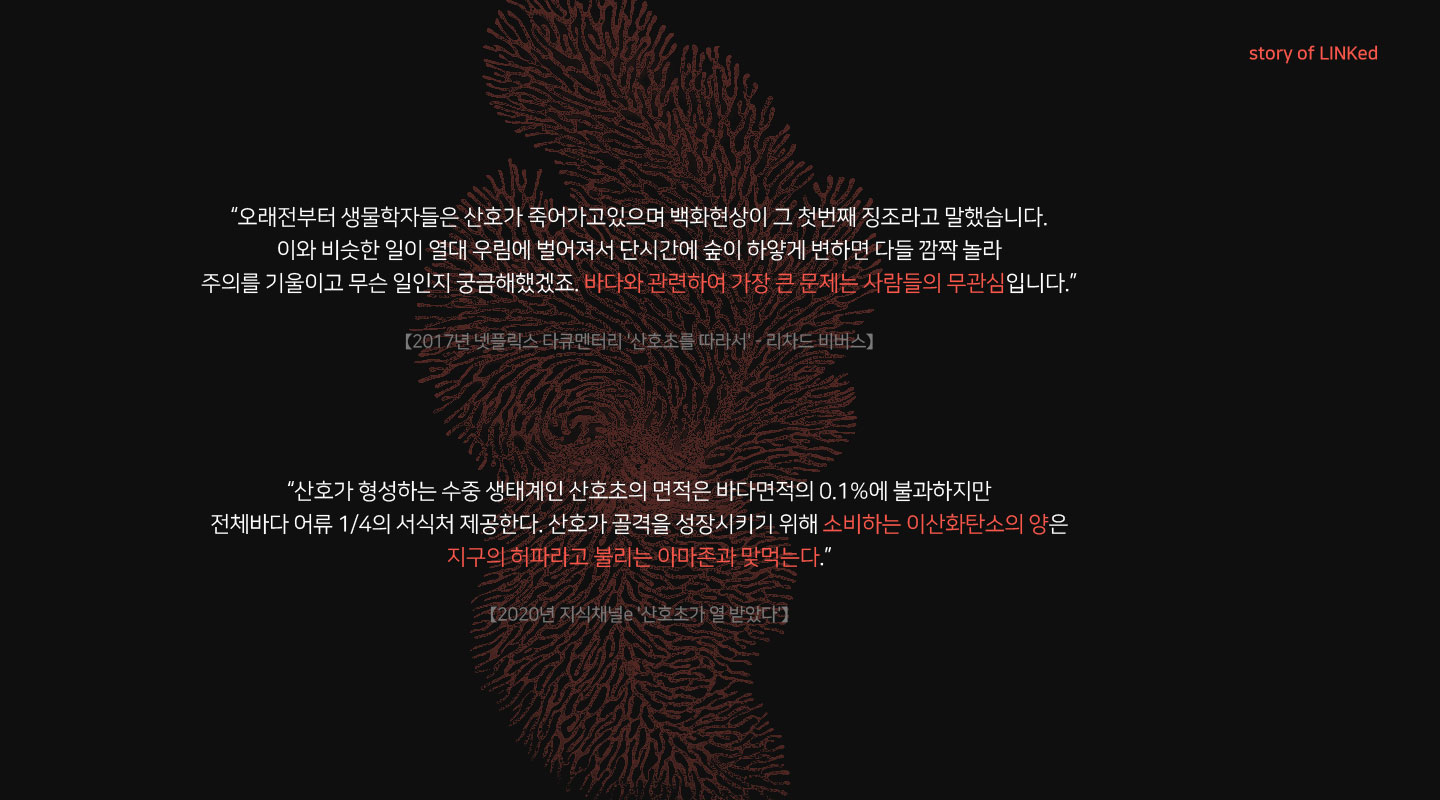 story of LINKed
“오래전부터 생물학자들은 산호가 죽어가고있으며 백화현상이 그 첫번째 징조라고 말했습니다.
이와 비슷한 일이 열대 우림에 벌어져서 단시간에 숲이 하얗게 변하면 다들 깜짝 놀라
주의를 기울이고 무슨 일인지 궁금해했겠죠. 바다와 관련하여 가장 큰 문제는 사람들의 무관심입니다.”
【2017년 넷플릭스 다큐멘터리 '산호초를 따라서' - 리차드 비버스】
“산호가 형성하는 수중 생태계인 산호초의 면적은 바다면적의 0.1%에 불과하지만
전체바다 어류 1/4의 서식처 제공한다. 산호가 골격을 성장시키기 위해 소비하는 이산화탄소의 양은
지구의 허파라고 불리는 아마존과 맞먹는다.”
【2020년 지식채널e '산호초가 열 받았다'】